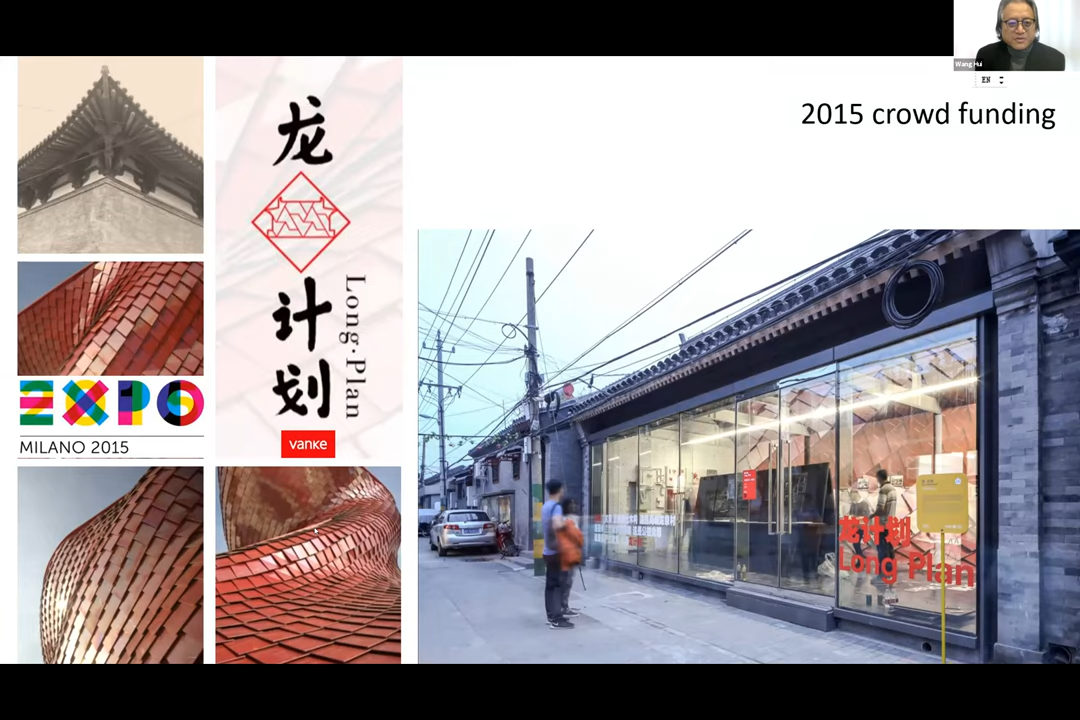 Wang Hui
EN
2015 crowd funding
龙
计
划
Long·Plan
vanke
EXPO
MILANO 2015
龙计划
Long Plan